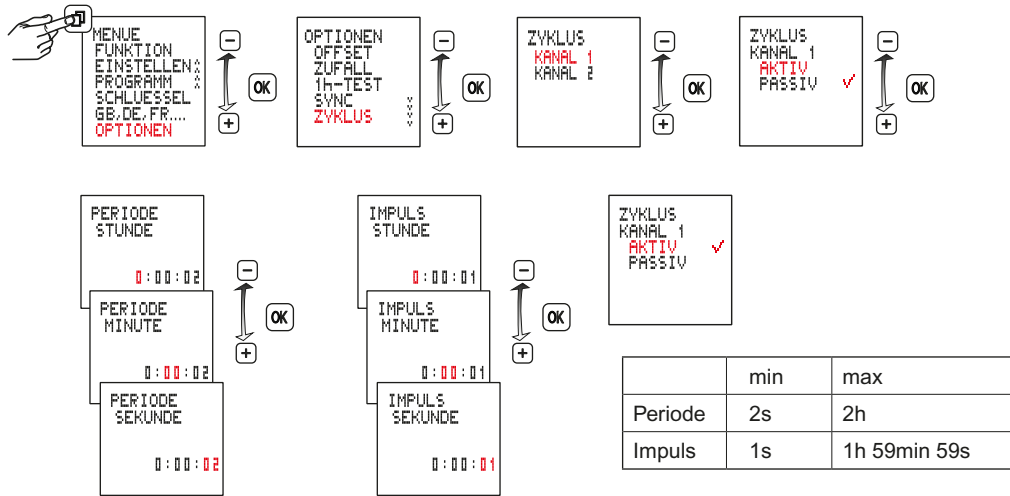 MENUE
FUNKTION
EINSTELLEN
PROGRAMM
SCHLUESSEL
GB,DE,FR....
OPTIONEN
-
OK
+
OPTIONEN
OFFSET
ZUFALL
1h-TEST
SYNC
ZYKLUS
-
OK
+
ZYKLUS
KANAL 1
KANAL 2
-
OK
+
ZYKLUS
KANAL 1
AKTIV
PASSIV ✓
-
OK
+
PERIODE
STUNDE
0:00:02
PERIODE
MINUTE
0:00:02
PERIODE
SEKUNDE
0:00:02
-
OK
+
IMPULS
STUNDE
0:00:01
IMPULS
MINUTE
0:00:01
IMPULS
SEKUNDE
0:00:01
-
OK
+
ZYKLUS
KANAL 1
AKTIV ✓
PASSIV
min max
Periode 2s 2h
Impuls 1s 1h 59min 59s